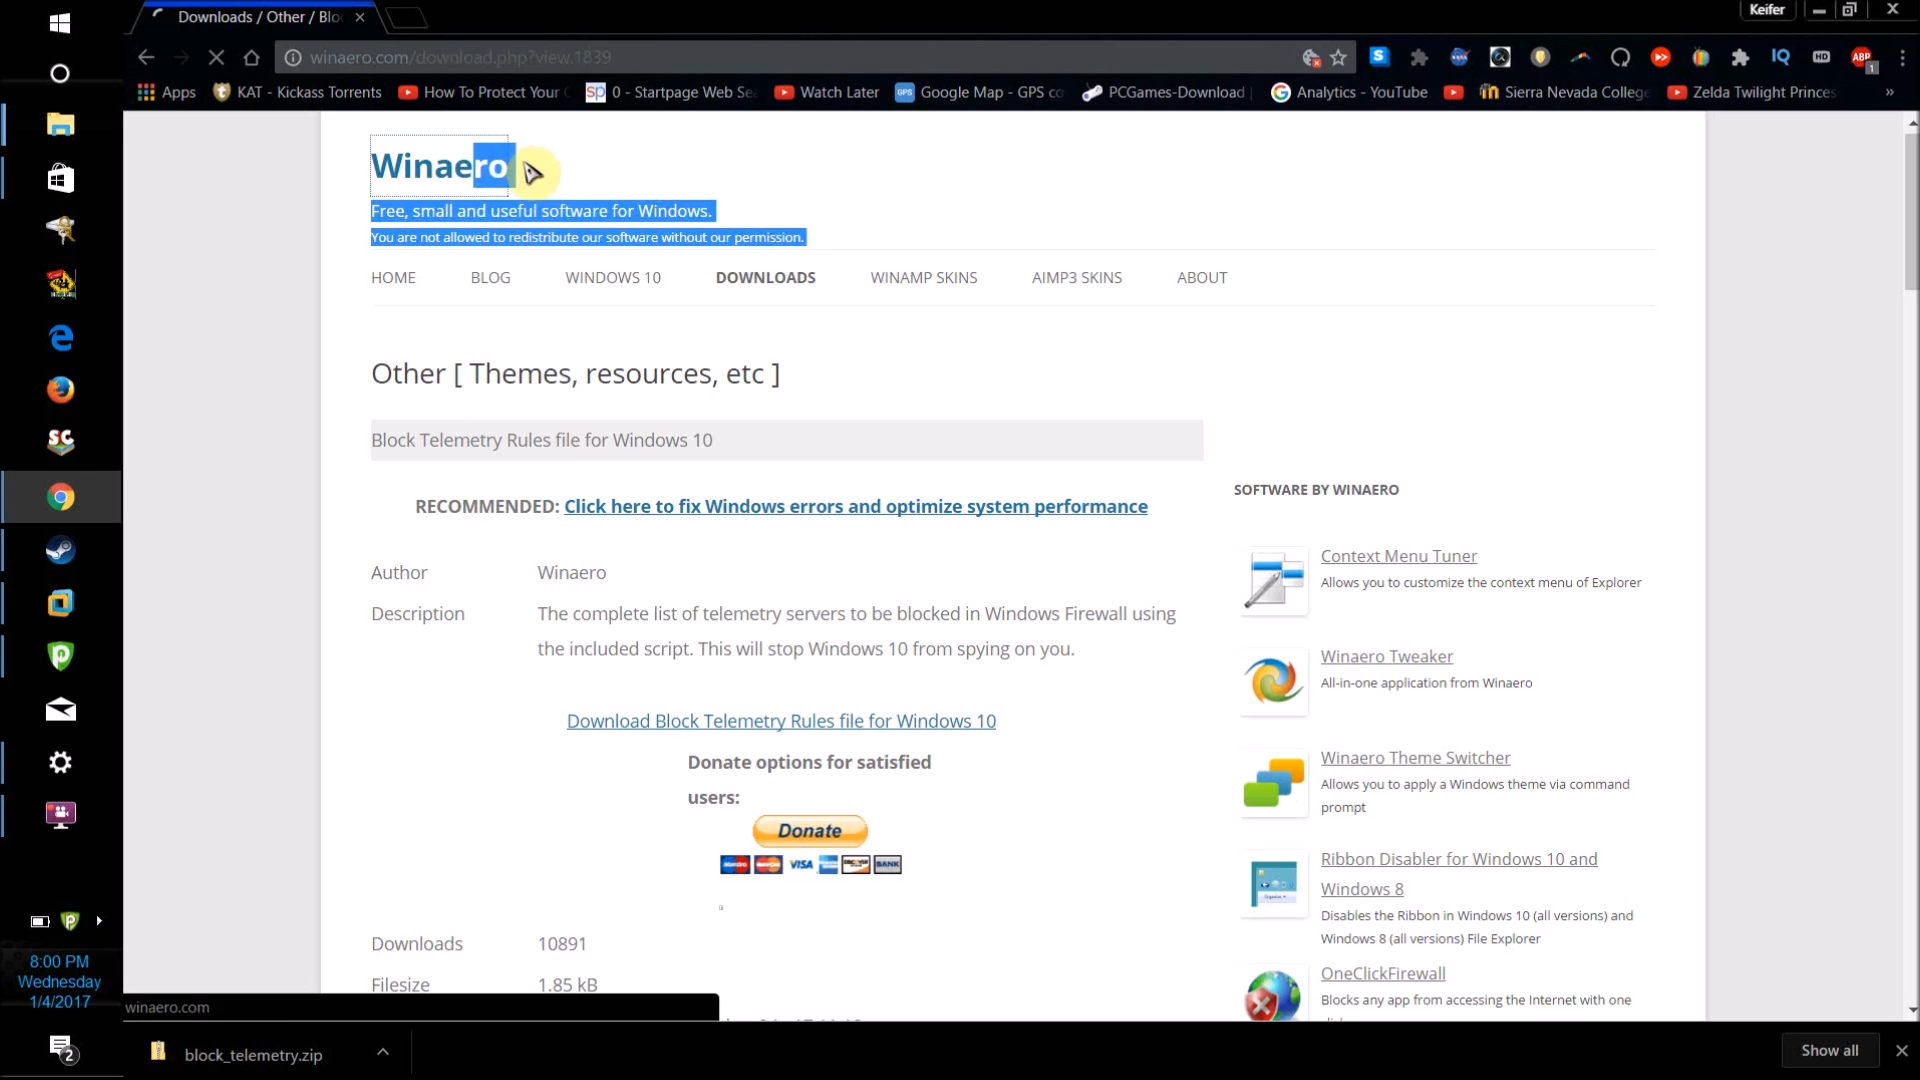 Downloads / Other / Blo
Keifer
winaero.com/download.php?view.1839
Apps
KAT - Kickass Torrents
How To Protect Your
0 - Startpage Web Se
Watch Later
Google Map - GPS co
PCGames-Download
Analytics - YouTube
Sierra Nevada College
Zelda Twilight Princes
»
Winaero
Free, small and useful software for Windows.
You are not allowed to redistribute our software without our permission.
HOME
BLOG
WINDOWS 10
DOWNLOADS
WINAMP SKINS
AIMP3 SKINS
ABOUT
Other [ Themes, resources, etc ]
Block Telemetry Rules file for Windows 10
RECOMMENDED: Click here to fix Windows errors and optimize system performance
Author Winaero
Description The complete list of telemetry servers to be blocked in Windows Firewall using
the included script. This will stop Windows 10 from spying on you.
Download Block Telemetry Rules file for Windows 10
Donate options for satisfied
users:
Donate
Maestro
VISA
DISCOVER
BANK
Downloads 10891
Filesize 1.85 kB
SOFTWARE BY WINAERO
Context Menu Tuner
Allows you to customize the context menu of Explorer
Winaero Tweaker
All-in-one application from Winaero
Winaero Theme Switcher
Allows you to apply a Windows theme via command
prompt
Ribbon Disabler for Windows 10 and
Windows 8
Disables the Ribbon in Windows 10 (all versions) and
Windows 8 (all versions) File Explorer
OneClickFirewall
Blocks any app from accessing the Internet with one
winaero.com
block_telemetry.zip
Show all
8:00 PM
Wednesday
1/4/2017
2
SC
S
IQ
HD
ABP
1